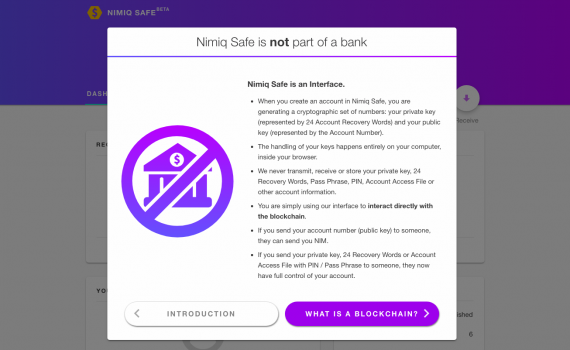 NIMIQ SAFE BETA
Nimiq Safe is not part of a bank
DASH
Receive
$
Nimiq Safe is an Interface.
• When you create an account in Nimiq Safe, you are
generating a cryptographic set of numbers: your private key
(represented by 24 Account Recovery Words) and your public
key (represented by the Account Number).
• The handling of your keys happens entirely on your computer,
inside your browser.
• We never transmit, receive or store your private key, 24
Recovery Words, Pass Phrase, PIN, Account Access File or
other account information.
• You are simply using our interface to interact directly with
the blockchain.
• If you send your account number (public key) to someone,
they can send you NIM.
• If you send your private key, 24 Recovery Words or Account
Access File with PIN / Pass Phrase to someone, they now
have full control of your account.
RE
YO
INTRODUCTION
WHAT IS A BLOCKCHAIN?
ished
6